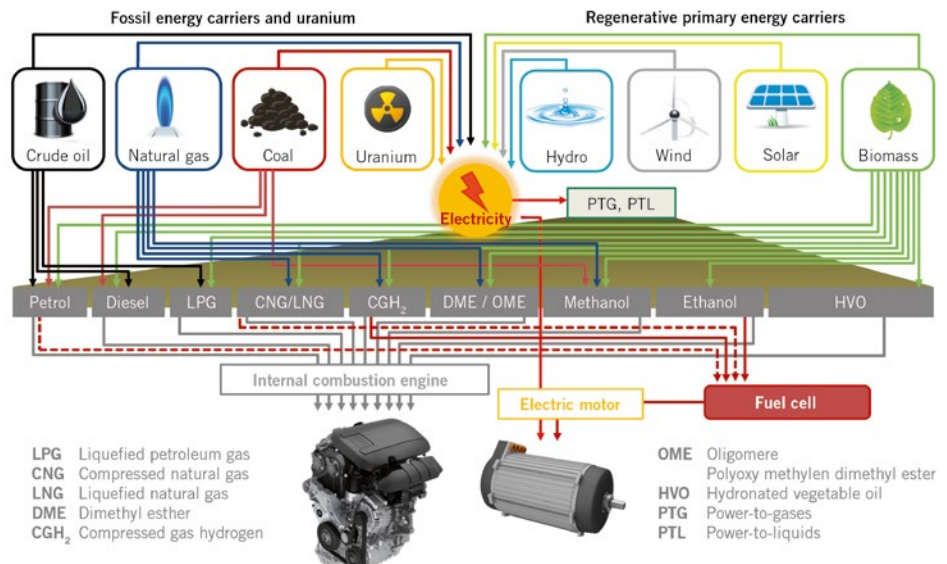 Fossil energy carriers and uranium
Regenerative primary energy carriers
Crude oil
Natural gas
Coal
Uranium
Hydro
Wind
Solar
Biomass
Electricity
PTG, PTL
Petrol
Diesel
LPG
CNG/LNG
CGH₂
DME / OME
Methanol
Ethanol
HVO
Internal combustion engine
Electric motor
Fuel cell
LPG Liquefied petroleum gas
CNG Compressed natural gas
LNG Liquefied natural gas
DME Dimethyl esther
CGH₂ Compressed gas hydrogen
OME Oligomere
Polyoxy methylen dimethyl ester
HVO Hydronated vegetable oil
PTG Power-to-gases
PTL Power-to-liquids